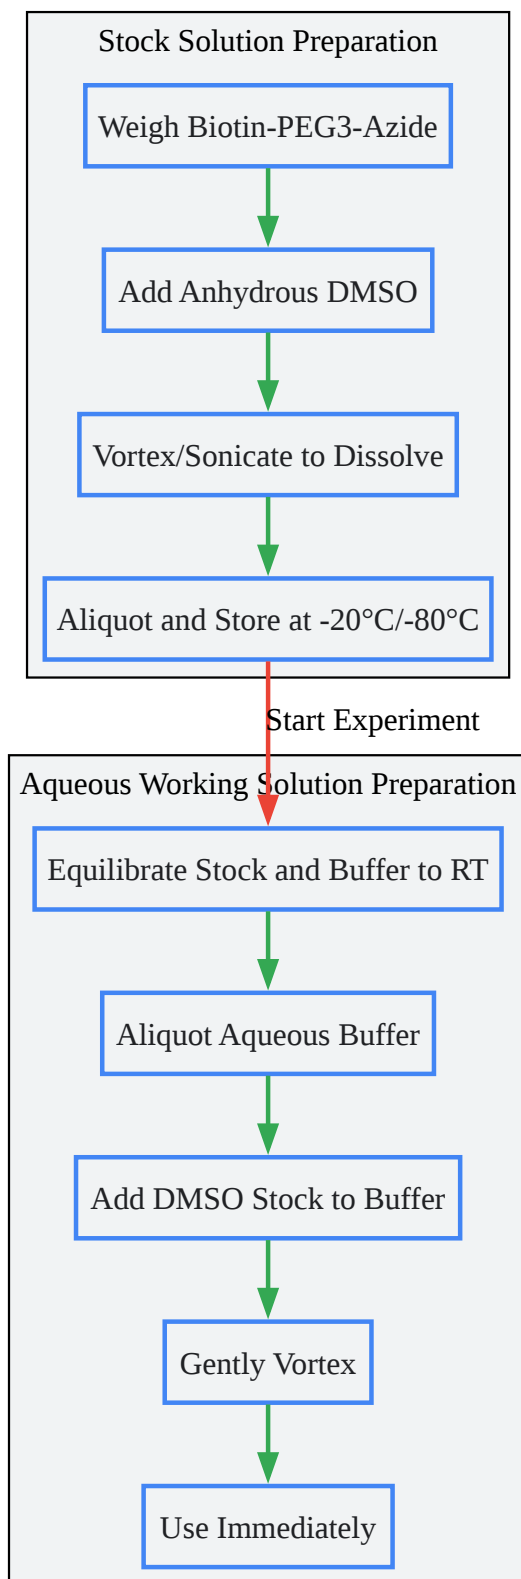 Stock Solution Preparation
Weigh Biotin-PEG3-Azide
Add Anhydrous DMSO
Vortex/Sonicate to Dissolve
Aliquot and Store at -20°C/-80°C
Start Experiment
Aqueous Working Solution Preparation
Equilibrate Stock and Buffer to RT
Aliquot Aqueous Buffer
Add DMSO Stock to Buffer
Gently Vortex
Use Immediately